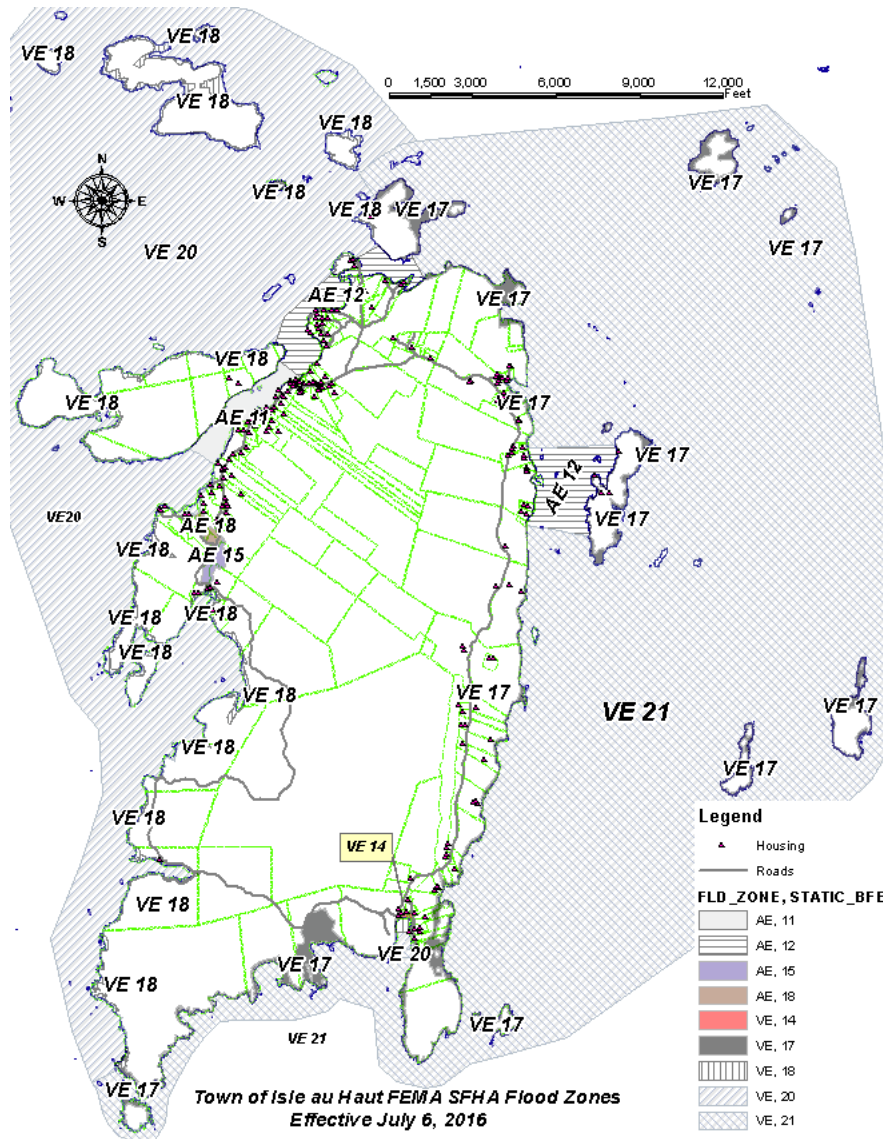 VE 18
VE 18
VE 18
0 1,500 3,000 6,000 9,000 12,000
Feet
VE 18
N
W E
S
VE 18
VE 17
VE 18
VE 17
VE 20
VE 17
AE 12
VE 17
VE 18
VE 18
AE 11
VE 17
VE 17
AE 12
VE20
AE 18
VE 17
VE 18
AE 15
VE 18
VE 18
VE 18
VE 18
VE 17
VE 21
VE 17
VE 18
VE 17
VE 18
Legend
Housing
Roads
VE 14
FLD_ZONE, STATIC_BFE
VE 18
AE, 11
AE, 12
VE 20
VE 17
AE, 15
VE 18
AE, 18
VE, 14
VE 17
VE 21
VE, 17
VE, 18
VE 17
VE, 20
VE, 21
Town of Isle au Haut FEMA SFHA Flood Zones
Effective July 6, 2016